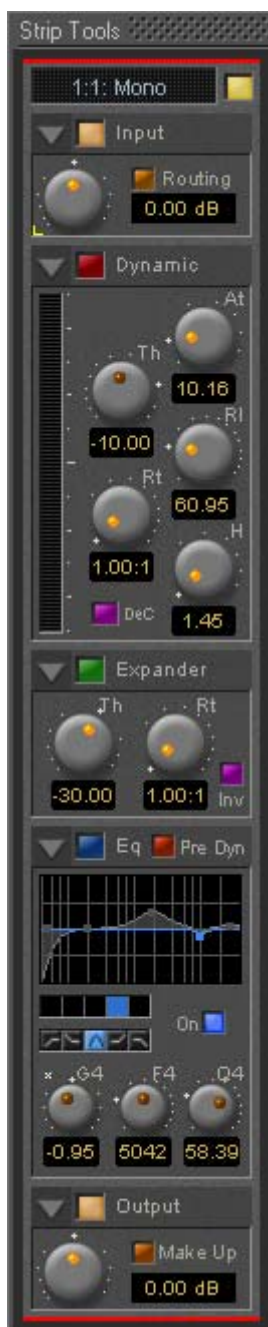 Strip Tools
1:1: Mono
Input
Routing
0.00 dB
Dynamic
At
Th
10.16
-10.00
Rl
Rt
60.95
1.00:1
H
DeC
1.45
Expander
Th Rt
-30.00 1.00:1
Inv
Eq Pre Dyn
On
G4 F4 Q4
-0.95 5042 58.39
Output
Make Up
0.00 dB